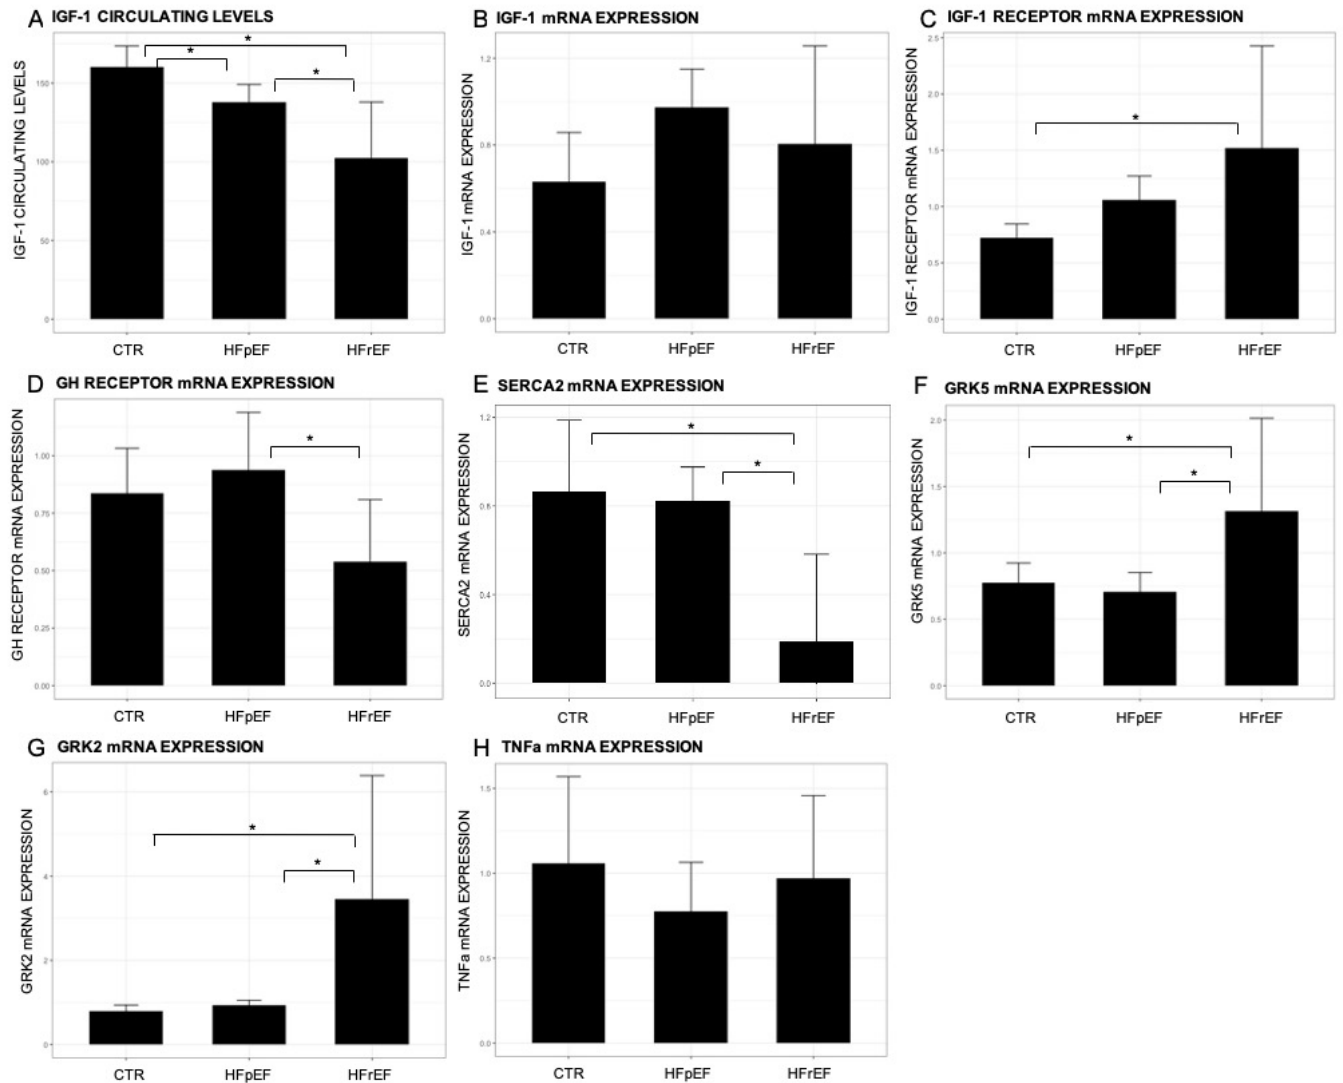 A IGF-1 CIRCULATING LEVELS
IGF-1 CIRCULATING LEVELS
150
100
50
0
*
*
*
CTR HFpEF HFrEF
B IGF-1 mRNA EXPRESSION
IGF-1 mRNA EXPRESSION
1.2
0.8
0.4
0.0
CTR HFpEF HFrEF
C IGF-1 RECEPTOR mRNA EXPRESSION
IGF-1 RECEPTOR mRNA EXPRESSION
2.5
2.0
1.5
1.0
0.5
0.0
*
CTR HFpEF HFrEF
D GH RECEPTOR mRNA EXPRESSION
GH RECEPTOR mRNA EXPRESSION
1.00
0.75
0.50
0.25
0.00
*
CTR HFpEF HFrEF
E SERCA2 mRNA EXPRESSION
SERCA2 mRNA EXPRESSION
1.2
0.8
0.4
0.0
*
*
CTR HFpEF HFrEF
F GRK5 mRNA EXPRESSION
GRK5 mRNA EXPRESSION
2.0
1.5
1.0
0.5
0.0
*
*
CTR HFpEF HFrEF
G GRK2 mRNA EXPRESSION
GRK2 mRNA EXPRESSION
6
4
2
0
*
*
CTR HFpEF HFrEF
H TNFa mRNA EXPRESSION
TNFa mRNA EXPRESSION
1.5
1.0
0.5
0.0
CTR HFpEF HFrEF